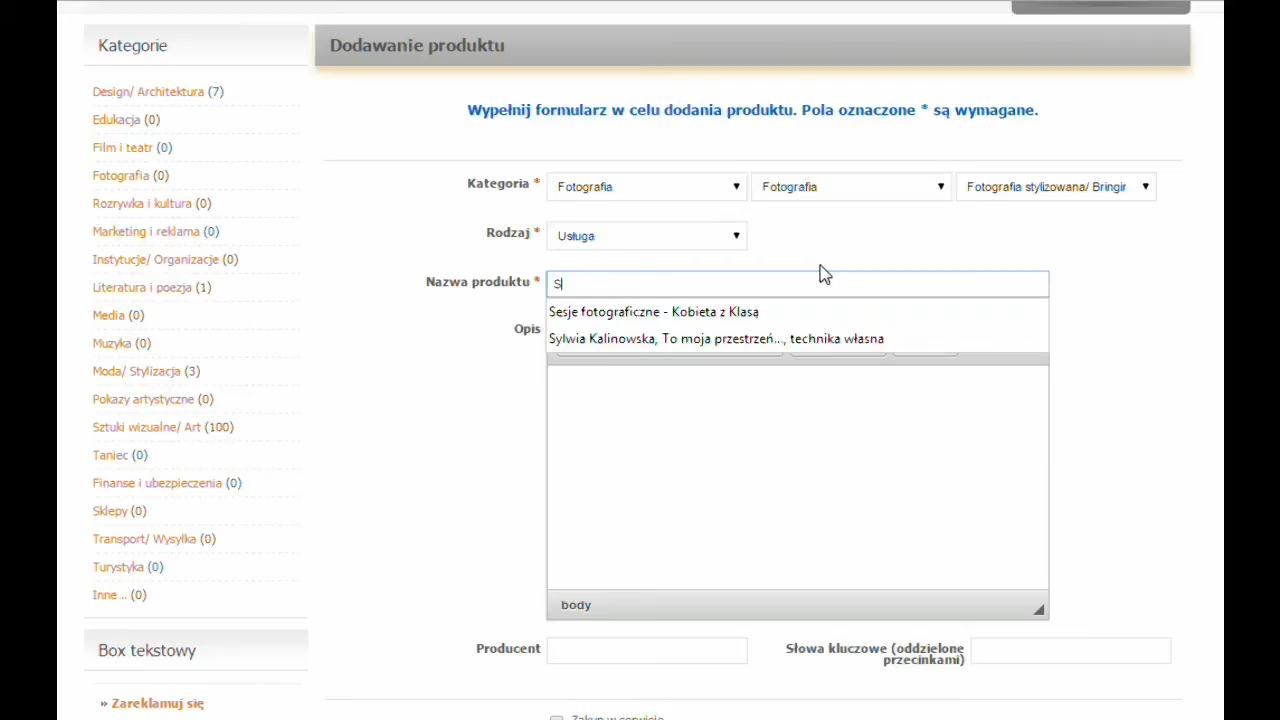 Kategorie
Dodawanie produktu
Design/ Architektura (7)
Edukacja (0)
Film i teatr (0)
Fotografia (0)
Rozrywka i kultura (0)
Marketing i reklama (0)
Instytucje/ Organizacje (0)
Literatura i poezja (1)
Media (0)
Muzyka (0)
Moda/ Stylizacja (3)
Pokazy artystyczne (0)
Sztuki wizualne/ Art (100)
Taniec (0)
Finanse i ubezpieczenia (0)
Sklepy (0)
Transport/ Wysyłka (0)
Turystyka (0)
Inne .. (0)
Box tekstowy
» Zareklamuj się
Wypełnij formularz w celu dodania produktu. Pola oznaczone * są wymagane.
Kategoria * Fotografia Fotografia Fotografia stylizowana/ Bringir
Rodzaj * Usługa
Nazwa produktu * S
Sesje fotograficzne - Kobieta z Klasą
Opis
Sylwia Kalinowska, To moja przestrzeń..., technika własna
body
Producent
Słowa kluczowe (oddzielone
przecinkami)
Zakup w serwisie